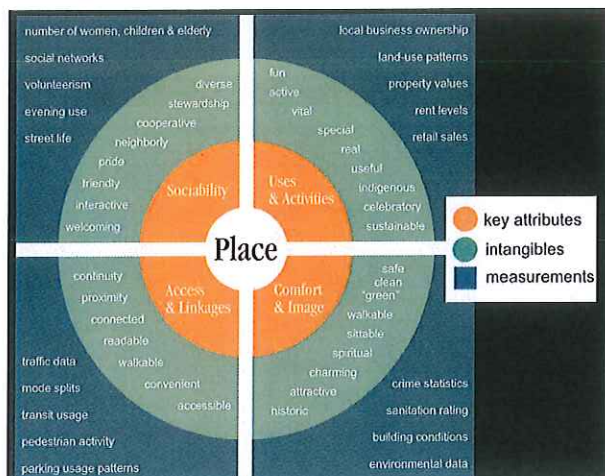 number of women, children & elderly
social networks
volunteerism
evening use
street life
diverse
stewardship
cooperative
neighborly
pride
friendly
interactive
welcoming
Sociability
local business ownership
land-use patterns
property values
rent levels
retail sales
fun
active
vital
special
real
useful
indigenous
celebratory
sustainable
Uses
& Activities
Place
continuity
proximity
connected
readable
walkable
convenient
accessible
Access
& Linkages
traffic data
mode splits
transit usage
pedestrian activity
parking usage patterns
Comfort
& Image
safe
clean
"green"
walkable
sittable
spiritual
charming
attractive
historic
crime statistics
sanitation rating
building conditions
environmental data
key attributes
intangibles
measurements